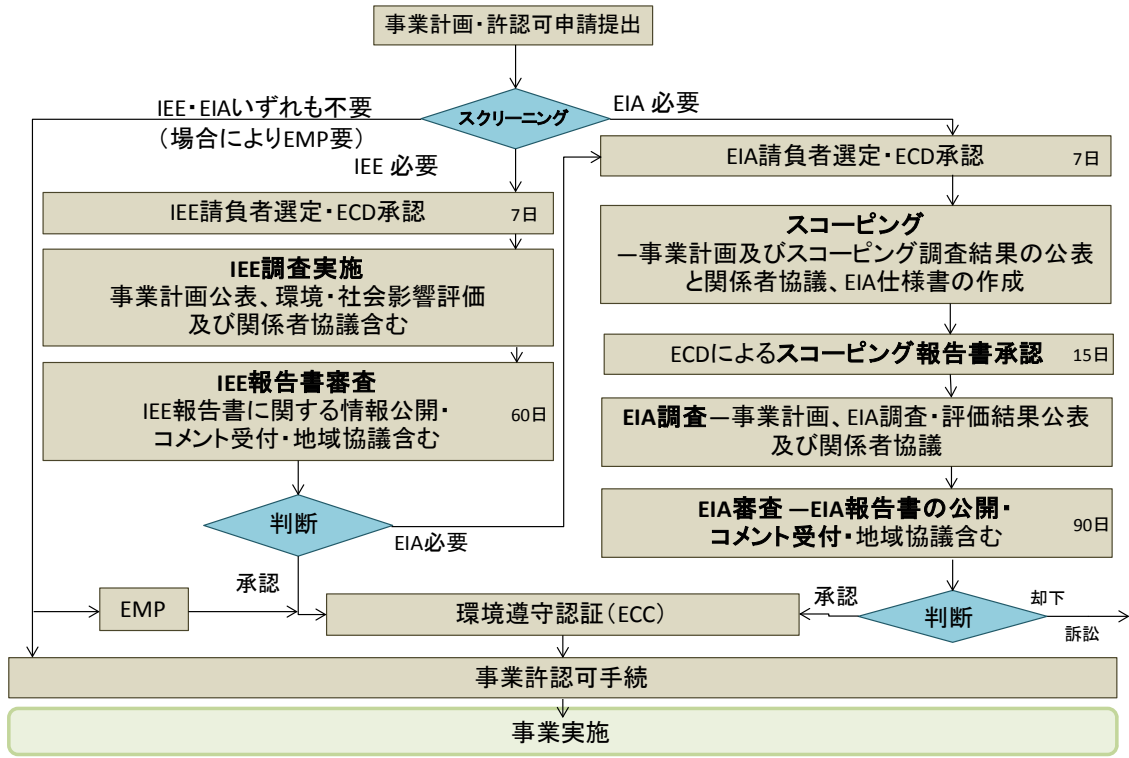 事業計画・許認可申請提出
スクリーニング
IEE・EIAいずれも不要
（場合によりEMP要）
EIA 必要
IEE 必要
IEE請負者選定・ECD承認 7日
IEE調査実施
事業計画公表、環境・社会影響評価
及び関係者協議含む
IEE報告書審査
IEE報告書に関する情報公開・
コメント受付・地域協議含む
60日
判断
EIA必要
承認
EIA請負者選定・ECD承認 7日
スコーピング
―事業計画及びスコーピング調査結果の公表
と関係者協議、EIA仕様書の作成
ECDによるスコーピング報告書承認 15日
EIA調査―事業計画、EIA調査・評価結果公表
及び関係者協議
EIA審査 ―EIA報告書の公開・
コメント受付・地域協議含む
90日
判断
承認
却下
訴訟
EMP
環境遵守認証（ECC）
事業許認可手続
事業実施